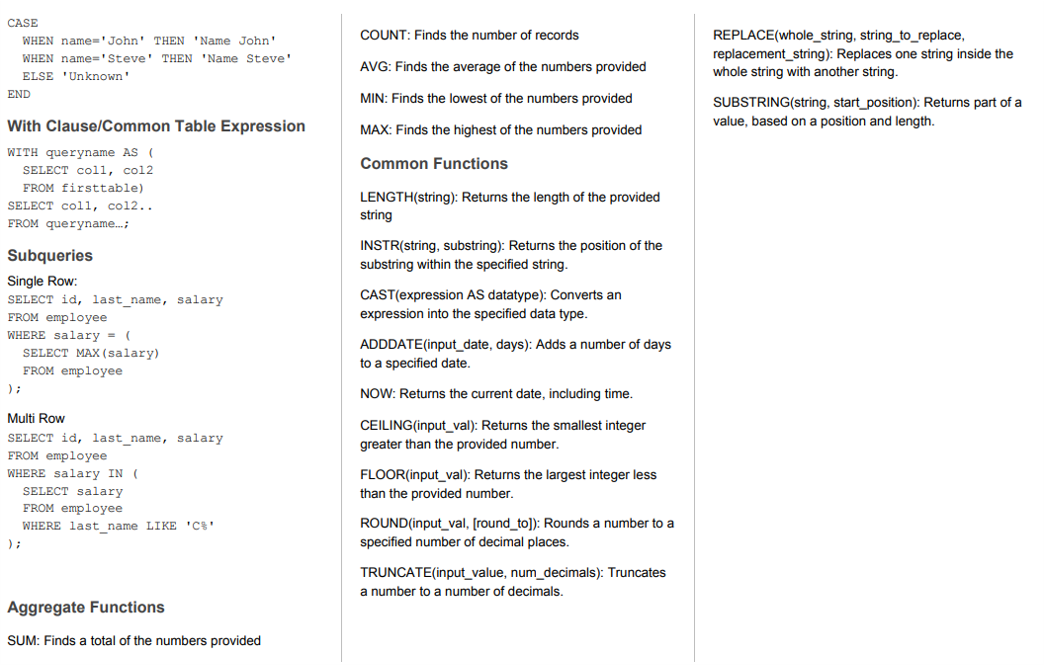 CASE
WHEN name='John' THEN 'Name John'
WHEN name='Steve' THEN 'Name Steve'
ELSE 'Unknown'
END
With Clause/Common Table Expression
WITH queryname AS (
SELECT col1, col2
FROM firsttable)
SELECT col1, col2..
FROM queryname…;
Subqueries
Single Row:
SELECT id, last_name, salary
FROM employee
WHERE salary = (
SELECT MAX(salary)
FROM employee
);
Multi Row
SELECT id, last_name, salary
FROM employee
WHERE salary IN (
SELECT salary
FROM employee
WHERE last_name LIKE 'C%'
);
Aggregate Functions
SUM: Finds a total of the numbers provided
COUNT: Finds the number of records
AVG: Finds the average of the numbers provided
MIN: Finds the lowest of the numbers provided
MAX: Finds the highest of the numbers provided
Common Functions
LENGTH(string): Returns the length of the provided
string
INSTR(string, substring): Returns the position of the
substring within the specified string.
CAST(expression AS datatype): Converts an
expression into the specified data type.
ADDDATE(input_date, days): Adds a number of days
to a specified date.
NOW: Returns the current date, including time.
CEILING(input_val): Returns the smallest integer
greater than the provided number.
FLOOR(input_val): Returns the largest integer less
than the provided number.
ROUND(input_val, [round_to]): Rounds a number to a
specified number of decimal places.
TRUNCATE(input_value, num_decimals): Truncates
a number to a number of decimals.
REPLACE(whole_string, string_to_replace,
replacement_string): Replaces one string inside the
whole string with another string.
SUBSTRING(string, start_position): Returns part of a
value, based on a position and length.